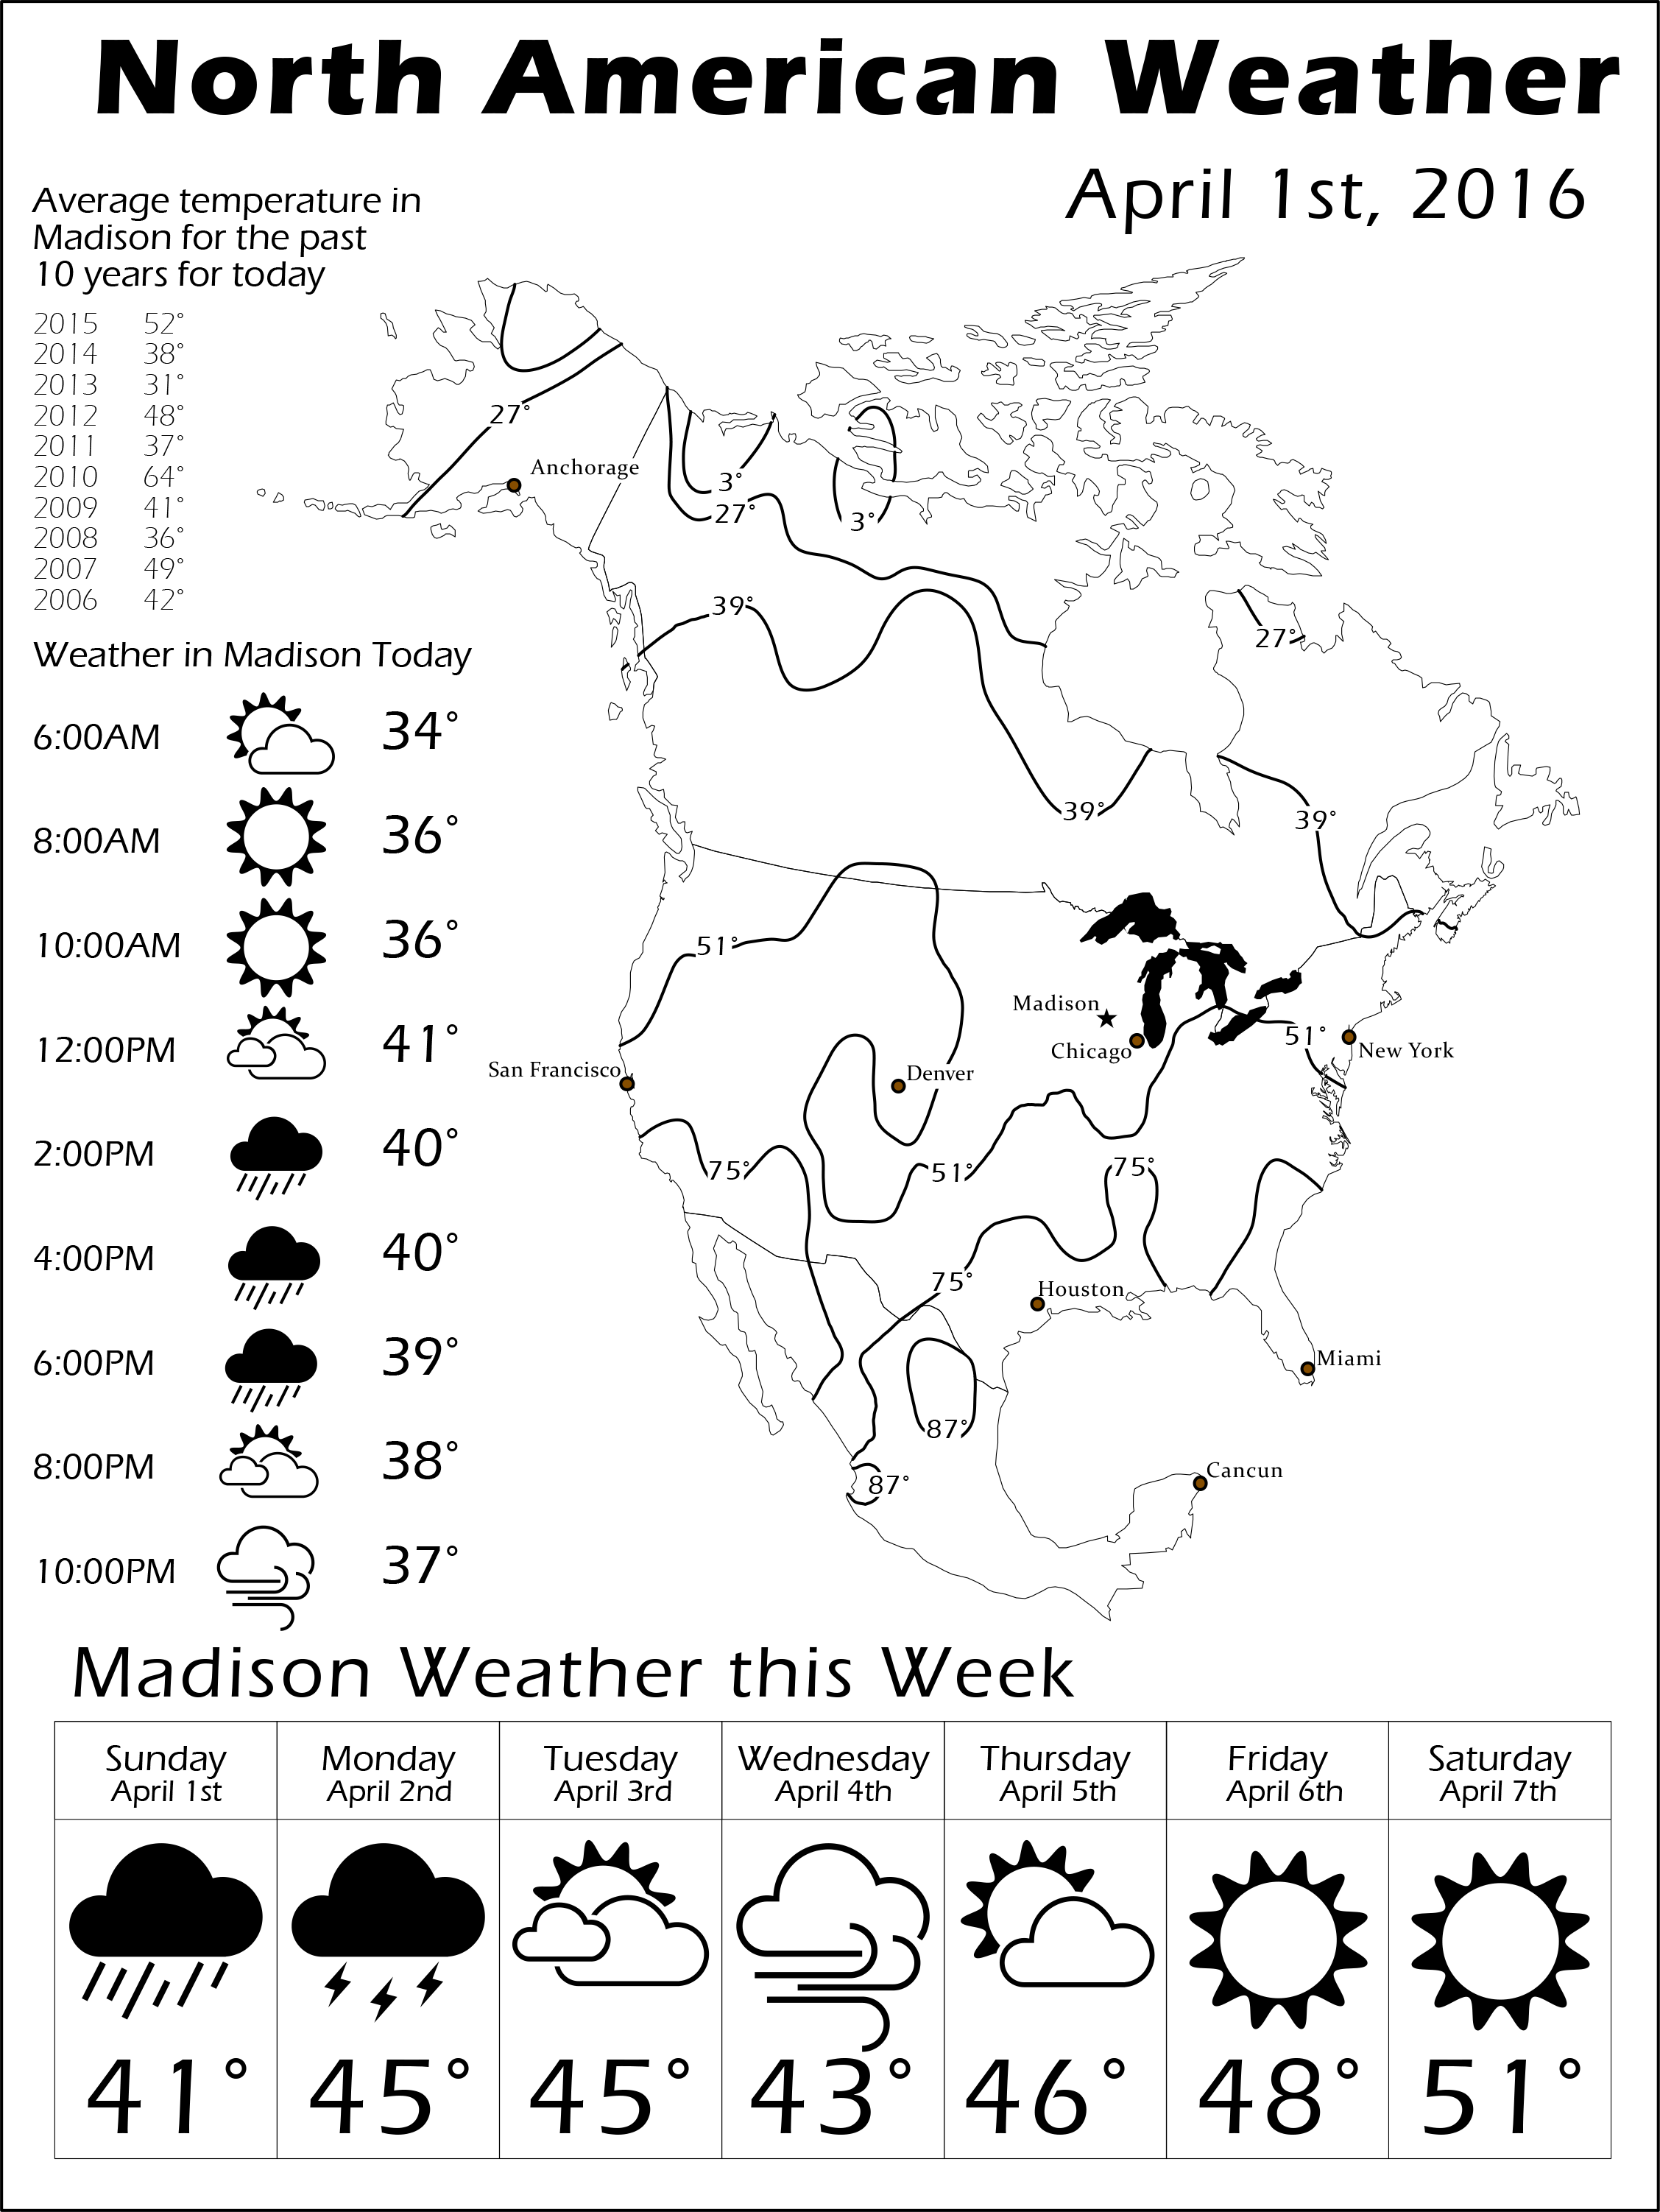 North American Weather
April 1st, 2016
Average temperature in
Madison for the past
10 years for today
2015 52°
2014 38°
2013 31°
2012 48°
2011 37°
2010 64°
2009 41°
2008 36°
2007 49°
2006 42°
Weather in Madison Today
6:00AM 34°
8:00AM 36°
10:00AM 36°
12:00PM 41°
2:00PM 40°
4:00PM 40°
6:00PM 39°
8:00PM 38°
10:00PM 37°
27°
Anchorage
3°
27°
3°
39°
27°
39°
39°
51°
Madison
Chicago
51°
New York
San Francisco
Denver
75°
51°
75°
75°
Houston
Miami
87°
Cancun
87°
Madison Weather this Week
Sunday Monday Tuesday Wednesday Thursday Friday Saturday
April 1st April 2nd April 3rd April 4th April 5th April 6th April 7th
41° 45° 45° 43° 46° 48° 51°